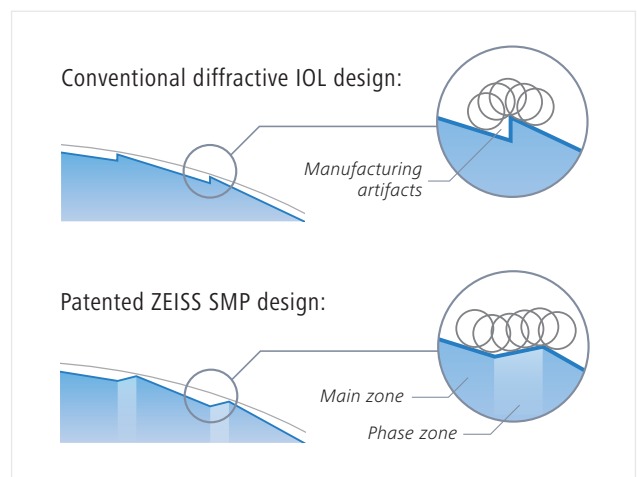 Conventional diffractive IOL design:
Manufacturing
artifacts
Patented ZEISS SMP design:
Main zone
Phase zone